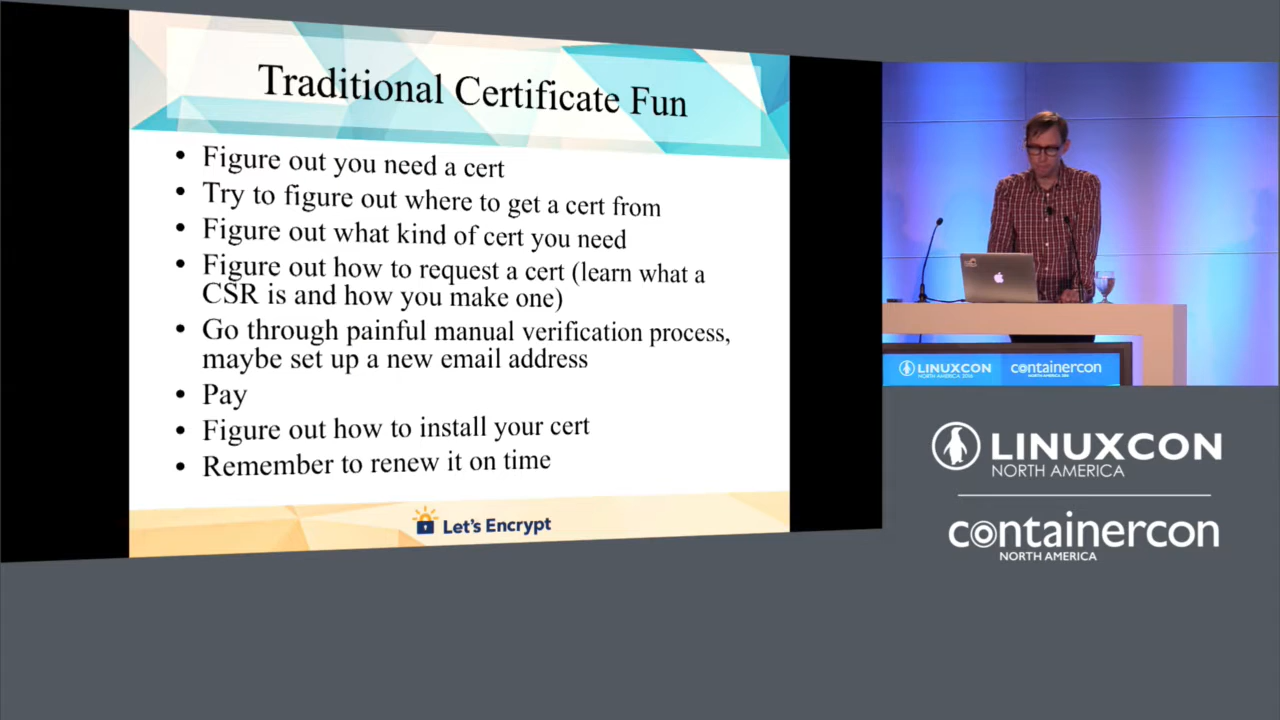 Traditional Certificate Fun
• Figure out you need a cert
• Try to figure out where to get a cert from
• Figure out what kind of cert you need
• Figure out how to request a cert (learn what a
CSR is and how you make one)
• Go through painful manual verification process,
maybe set up a new email address
• Pay
• Figure out how to install your cert
• Remember to renew it on time
Let's Encrypt
LINUXCON
NORTH AMERICA 2016
containercon
NORTH AMERICA 2016
LINUXCON
NORTH AMERICA
containercon
NORTH AMERICA